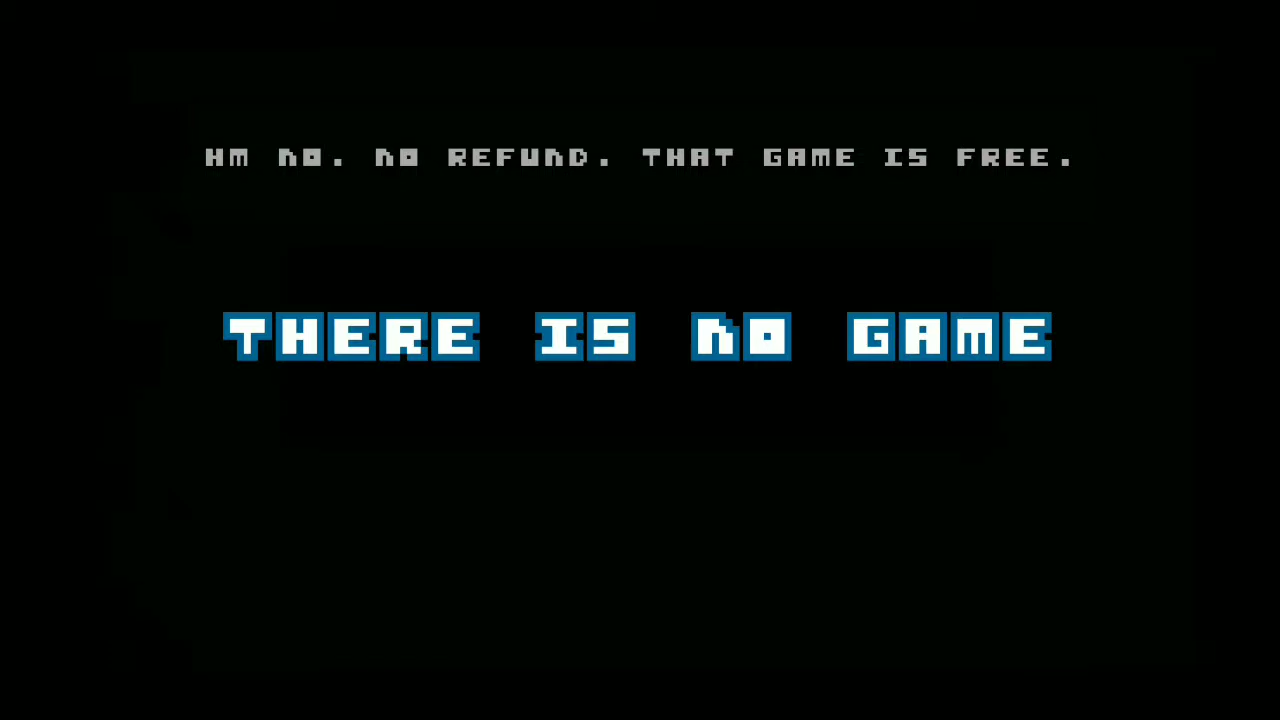 HM NO. NO REFUND. THAT GAME IS FREE.
THERE IS NO GAME